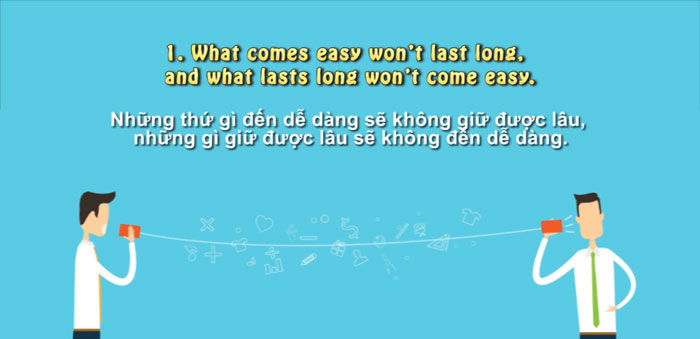 1. What comes easy won't last long,
and what lasts long won't come easy.
Những thứ gì đến dễ dàng sẽ không giữ được lâu,
những gì giữ được lâu sẽ không đến dễ dàng.